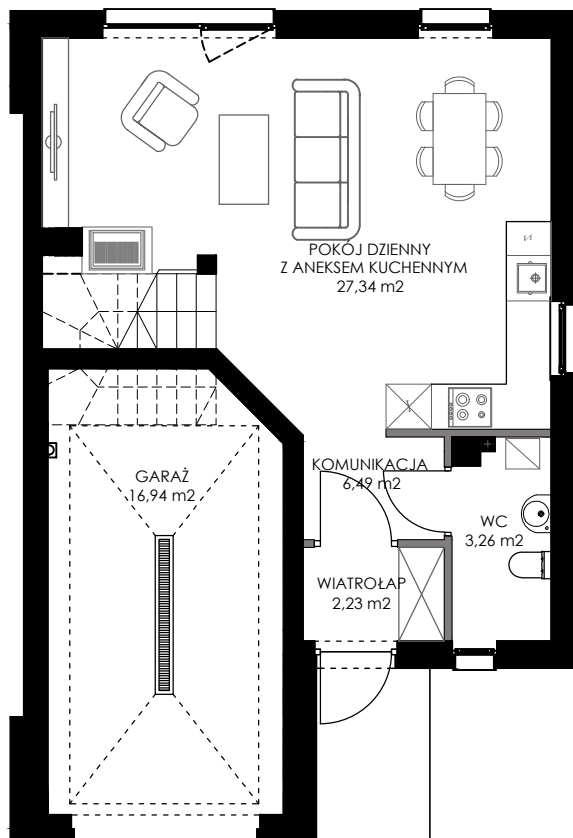 POKÓJ DZIENNY
Z ANEKSEM KUCHENNYM
27,34 m2
KOMUNIKACJA
6,49 m2
GARAŻ
16,94 m2
WC
3,26 m2
WIATROŁAP
2,23 m2